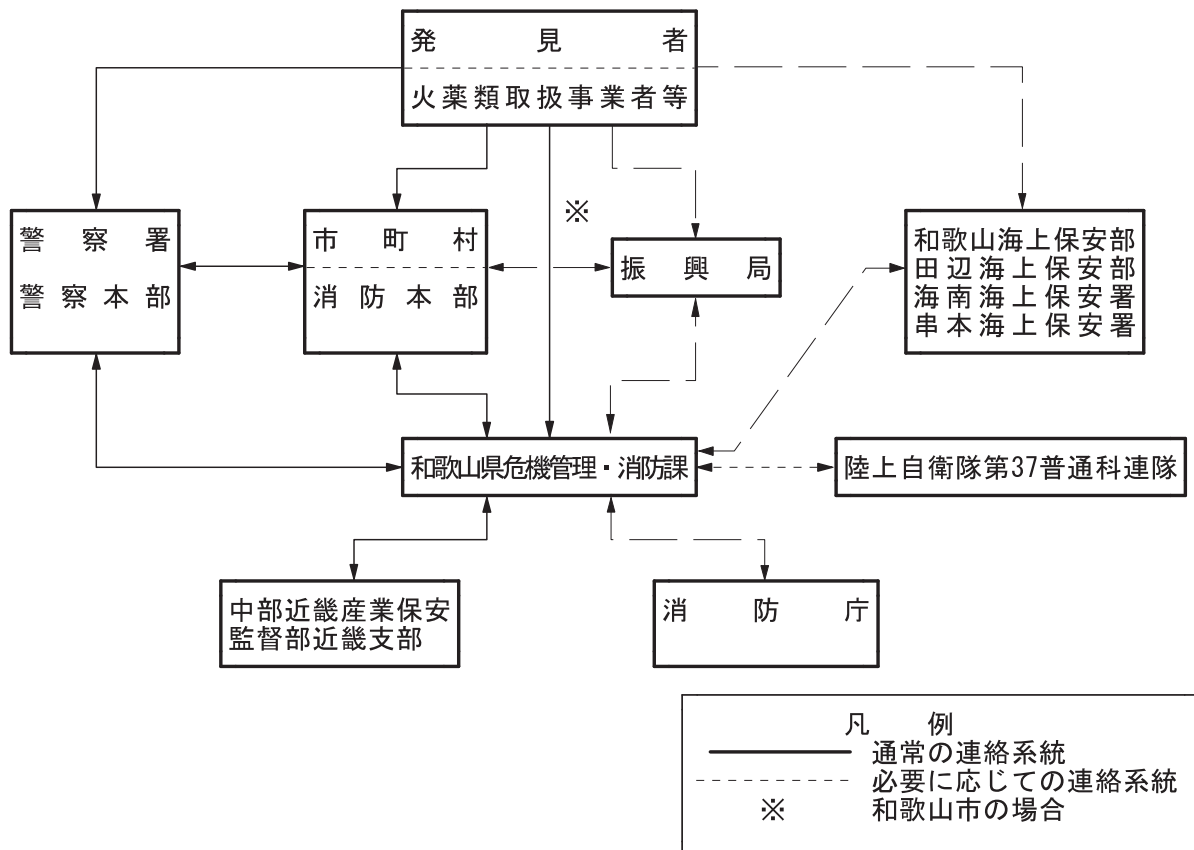 発見者
火薬類取扱事業者等
※
警察署
警察本部
市町村
消防本部
振興局
和歌山海上保安部
田辺海上保安部
海南海上保安署
串本海上保安署
和歌山県危機管理・消防課
陸上自衛隊第37普通科連隊
中部近畿産業保安
監督部近畿支部
消防庁
凡例
通常の連絡系統
必要に応じての連絡系統
※ 和歌山市の場合